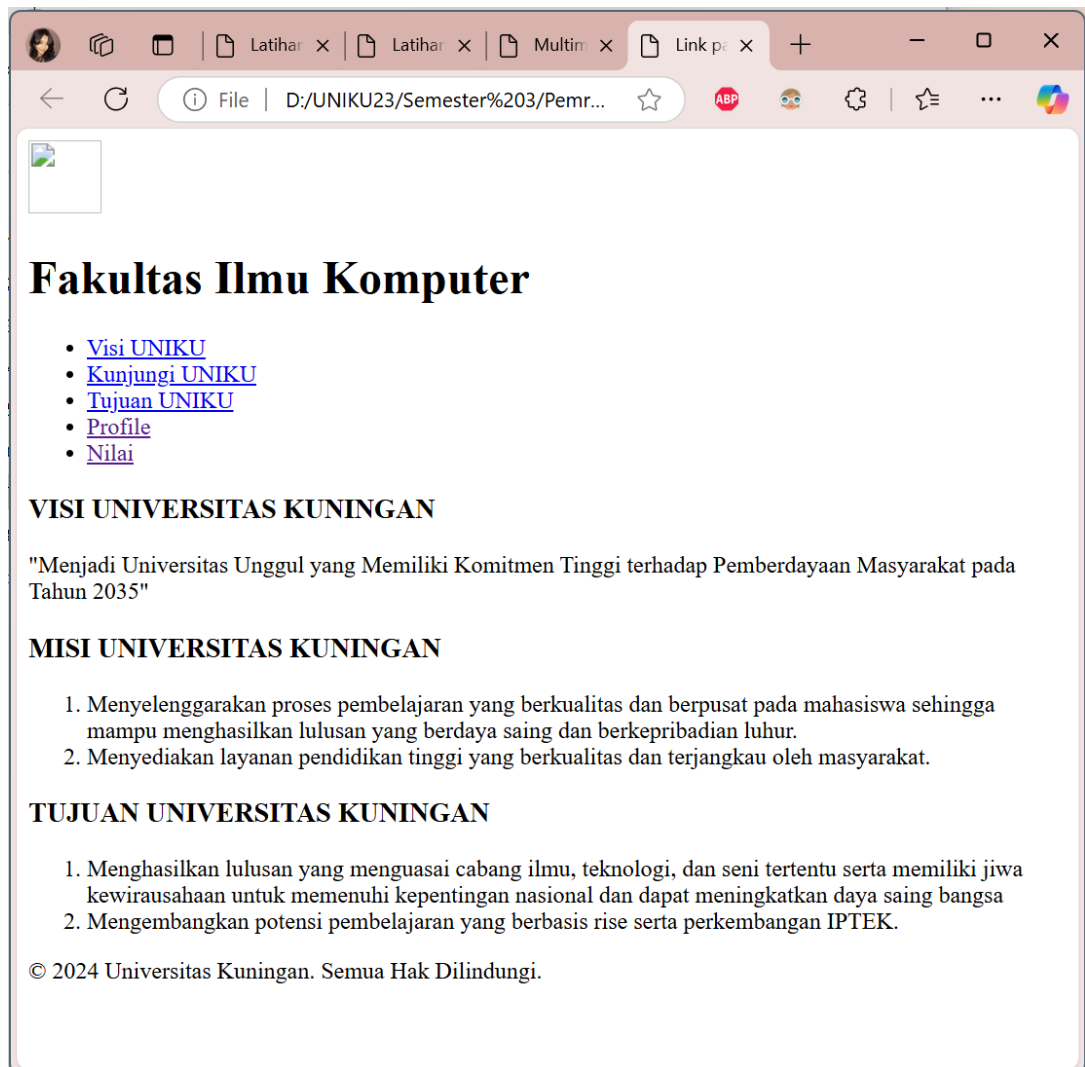 Latihar
Latihar
Multim
Link pa
File
D:/UNIKU23/Semester%203/Pemr...
ABP
Fakultas Ilmu Komputer
• Visi UNIKU
• Kunjungi UNIKU
• Tujuan UNIKU
• Profile
• Nilai
VISI UNIVERSITAS KUNINGAN
"Menjadi Universitas Unggul yang Memiliki Komitmen Tinggi terhadap Pemberdayaan Masyarakat pada
Tahun 2035"
MISI UNIVERSITAS KUNINGAN
1. Menyelenggarakan proses pembelajaran yang berkualitas dan berpusat pada mahasiswa sehingga
mampu menghasilkan lulusan yang berdaya saing dan berkepribadian luhur.
2. Menyediakan layanan pendidikan tinggi yang berkualitas dan terjangkau oleh masyarakat.
TUJUAN UNIVERSITAS KUNINGAN
1. Menghasilkan lulusan yang menguasai cabang ilmu, teknologi, dan seni tertentu serta memiliki jiwa
kewirausahaan untuk memenuhi kepentingan nasional dan dapat meningkatkan daya saing bangsa
2. Mengembangkan potensi pembelajaran yang berbasis rise serta perkembangan IPTEK.
© 2024 Universitas Kuningan. Semua Hak Dilindungi.